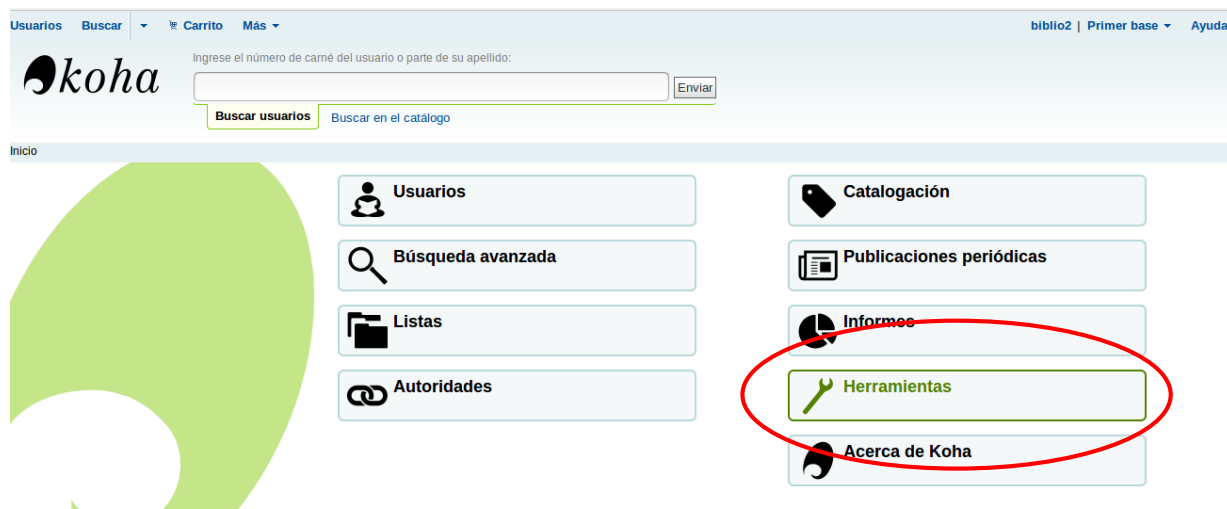 Usuarios Buscar Carrito Más biblio2 | Primer base Ayuda
koha
Ingrese el número de carné del usuario o parte de su apellido:
Enviar
Buscar usuarios Buscar en el catálogo
Inicio
Usuarios Catalogación
Búsqueda avanzada Publicaciones periódicas
Listas Informes
Autoridades Herramientas
Acerca de Koha